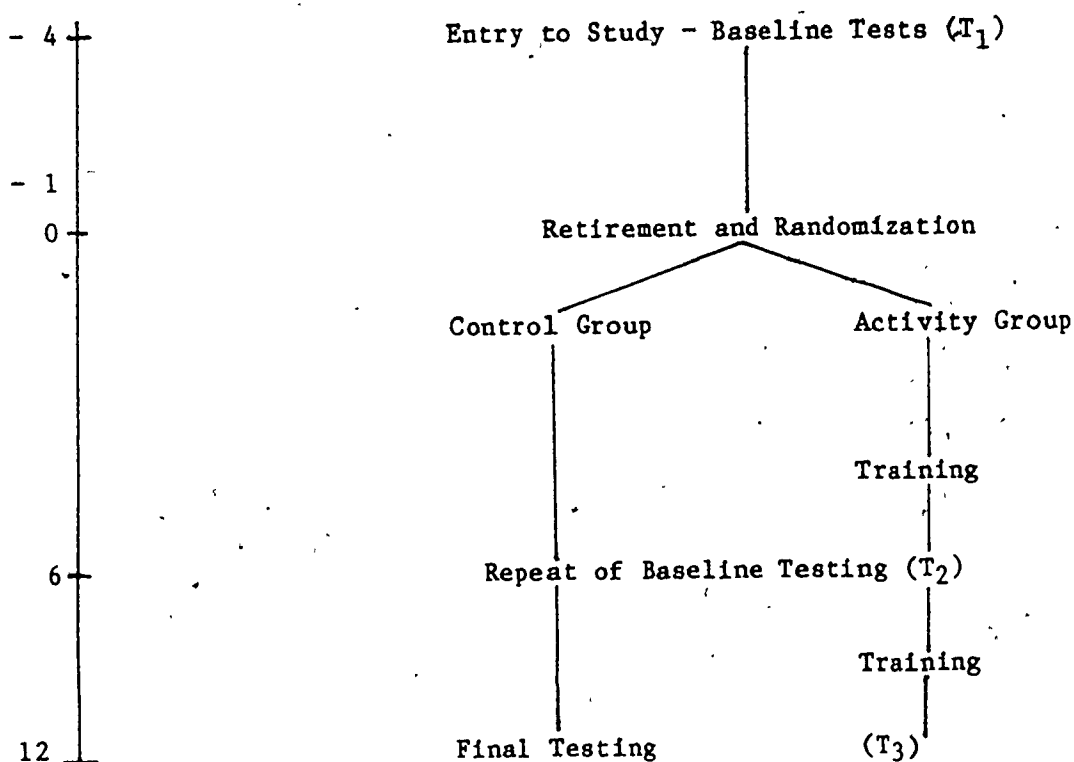 - 4 Entry to Study - Baseline Tests (T1)
- 1
0 Retirement and Randomization
Control Group Activity Group
Training
6 Repeat of Baseline Testing (T2)
Training
12 Final Testing (T3)